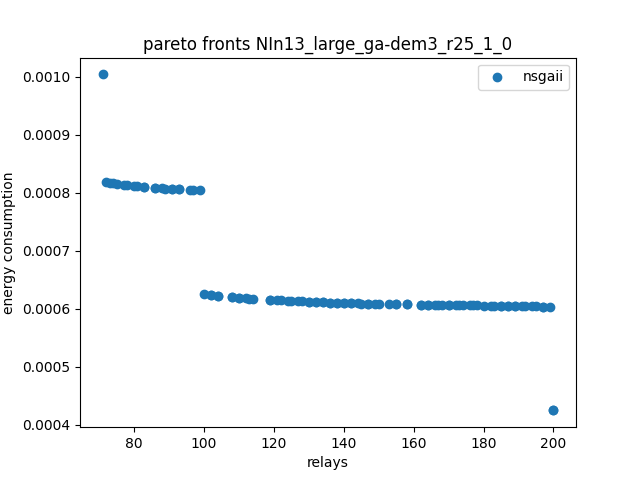 pareto fronts NIn13_large_ga-dem3_r25_1_0
nsgaii
0.0010
0.0009
0.0008
0.0007
0.0006
0.0005
0.0004
energy consumption
80 100 120 140 160 180 200
relays